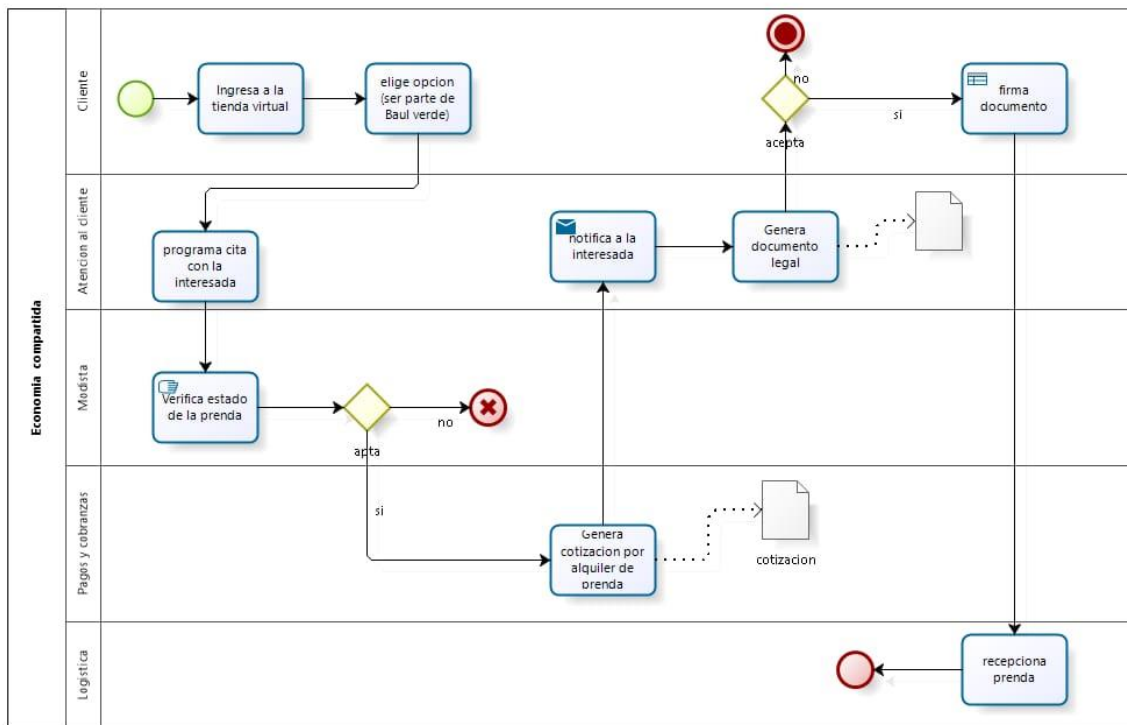 Economia compartida
Cliente
Ingresa a la
tienda virtual
elige opcion
(ser parte de
Baul verde)
no
acepta
si
firma
documento
Atencion al cliente
programa cita
con la
interesada
notifica a la
interesada
Genera
documento
legal
Modista
Verifica estado
de la prenda
apta
no
si
Pagos y cobranzas
Genera
cotizacion por
alquiler de
prenda
cotizacion
Logistica
recepciona
prenda